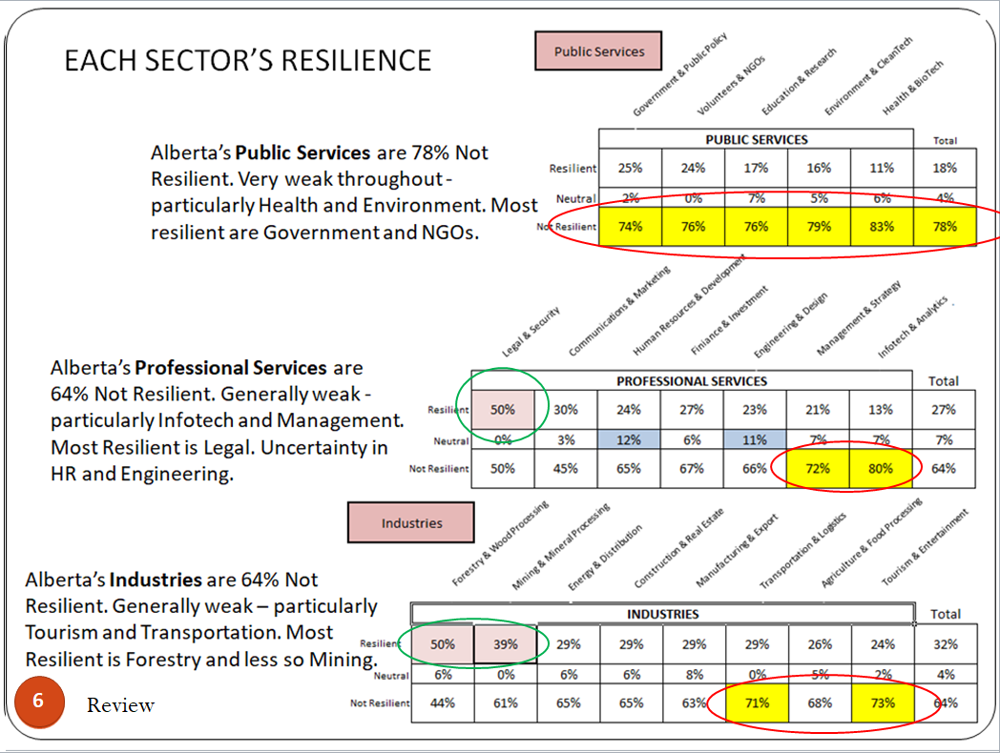 EACH SECTOR’S RESILIENCE
Public Services
Government & Public Policy
Volunteers & NGOs
Education & Research
Environment & CleanTech
Health & BioTech
Alberta’s Public Services are 78% Not
Resilient. Very weak throughout -
particularly Health and Environment. Most
resilient are Government and NGOs.
PUBLIC SERVICES Total
Resilient 25% 24% 17% 16% 11% 18%
Neutral 2% 0% 7% 5% 6% 4%
Not Resilient 74% 76% 76% 79% 83% 78%
Legal & Security
Communications & Marketing
Human Resources & Development
Finiance & Investment
Engineering & Design
Management & Strategy
Infotech & Analytics
Alberta’s Professional Services are
64% Not Resilient. Generally weak -
particularly Infotech and Management.
Most Resilient is Legal. Uncertainty in
HR and Engineering.
PROFESSIONAL SERVICES Total
Resilient 50% 30% 24% 27% 23% 21% 13% 27%
Neutral 0% 3% 12% 6% 11% 7% 7% 7%
Not Resilient 50% 45% 65% 67% 66% 72% 80% 64%
Industries
Forestry & Wood Processing
Mining & Mineral Processing
Energy & Distribution
Construction & Real Estate
Manufacturing & Export
Transportation & Logistics
Agriculture & Food Processing
Tourism & Entertainment
Alberta’s Industries are 64% Not
Resilient. Generally weak – particularly
Tourism and Transportation. Most
Resilient is Forestry and less so Mining.
INDUSTRIES Total
Resilient 50% 39% 29% 29% 29% 29% 26% 24% 32%
Neutral 6% 0% 6% 6% 8% 0% 5% 2% 4%
Not Resilient 44% 61% 65% 65% 63% 71% 68% 73% 64%
6 Review